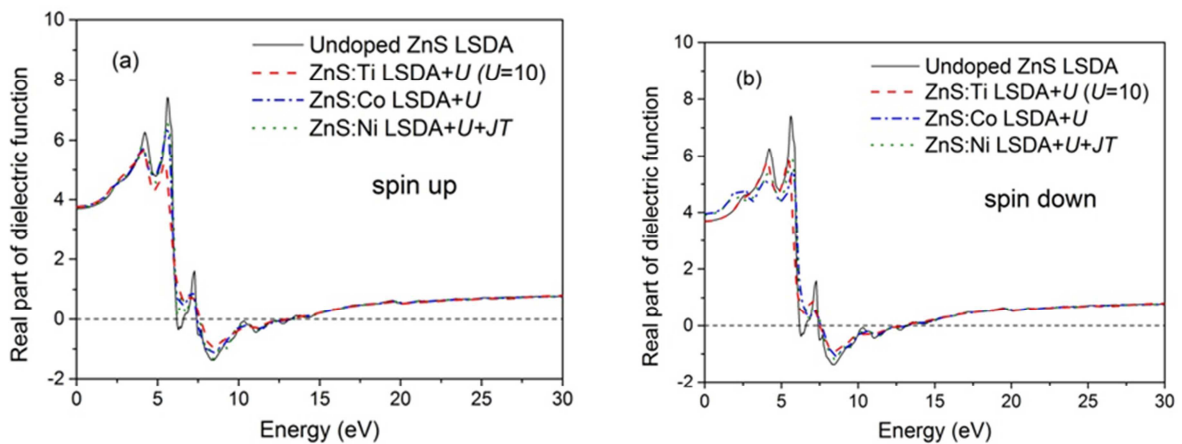 10
8
6
4
2
0
-2
(a)
Undoped ZnS LSDA
ZnS:Ti LSDA+U (U=10)
ZnS:Co LSDA+U
ZnS:Ni LSDA+U+JT
spin up
Real part of dielectric function
0 5 10 15 20 25 30
Energy (eV)
10
8
6
4
2
0
-2
(b)
Undoped ZnS LSDA
ZnS:Ti LSDA+U (U=10)
ZnS:Co LSDA+U
ZnS:Ni LSDA+U+JT
spin down
Real part of dielectric function
0 5 10 15 20 25 30
Energy (eV)